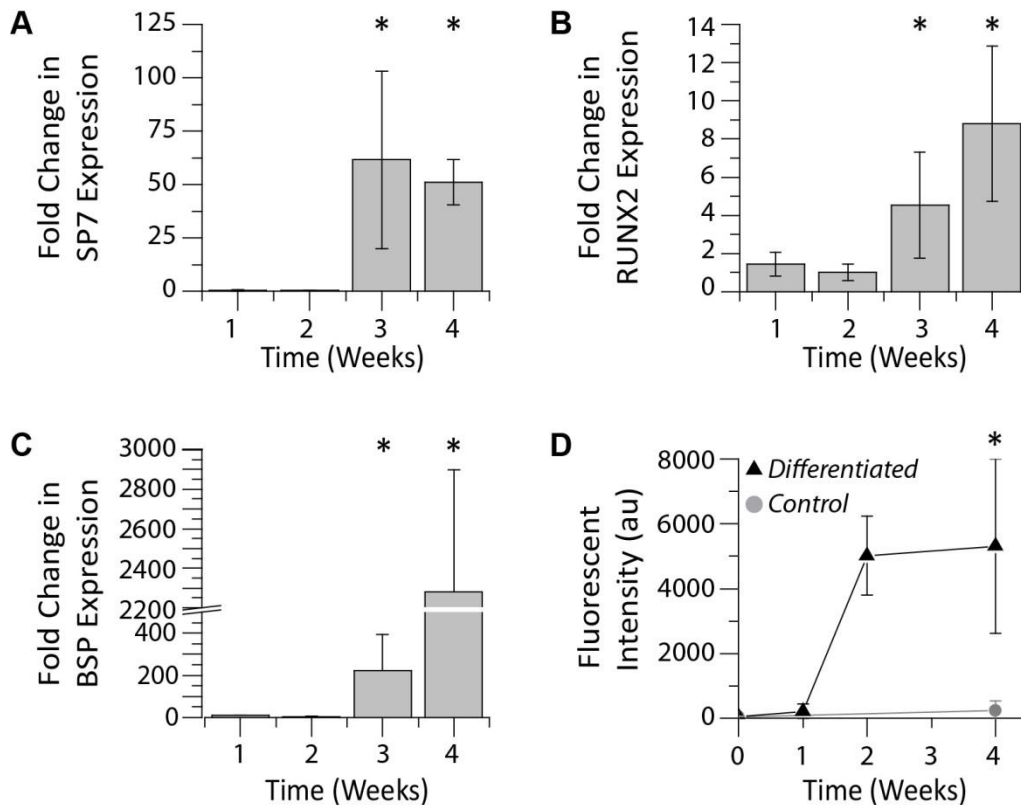 A
Fold Change in
SP7 Expression
125
100
75
50
25
0
* *
1 2 3 4
Time (Weeks)
B
Fold Change in
RUNX2 Expression
14
12
10
8
6
4
2
0
* *
1 2 3 4
Time (Weeks)
C
Fold Change in
BSP Expression
3000
2800
2600
2400
2200
400
200
0
* *
1 2 3 4
Time (Weeks)
D
Fluorescent
Intensity (au)
8000
6000
4000
2000
0
*
Differentiated
Control
0 1 2 3 4
Time (Weeks)